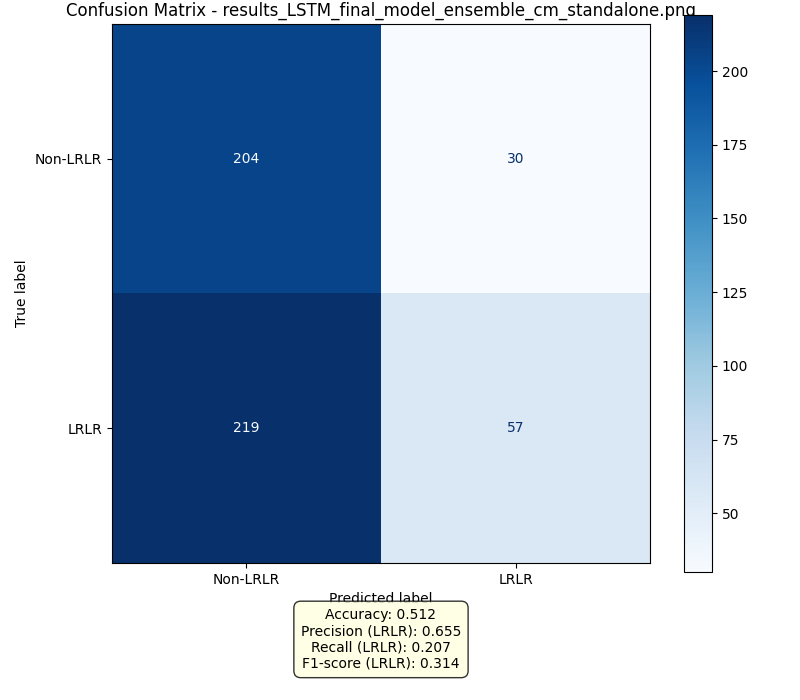 Confusion Matrix - results_LSTM_final_model_ensemble_cm_standalone.png
Non-LRLR
204
30
True label
LRLR
219
57
Non-LRLR
LRLR
Predicted label
200
175
150
125
100
75
50
Accuracy: 0.512
Precision (LRLR): 0.655
Recall (LRLR): 0.207
F1-score (LRLR): 0.314